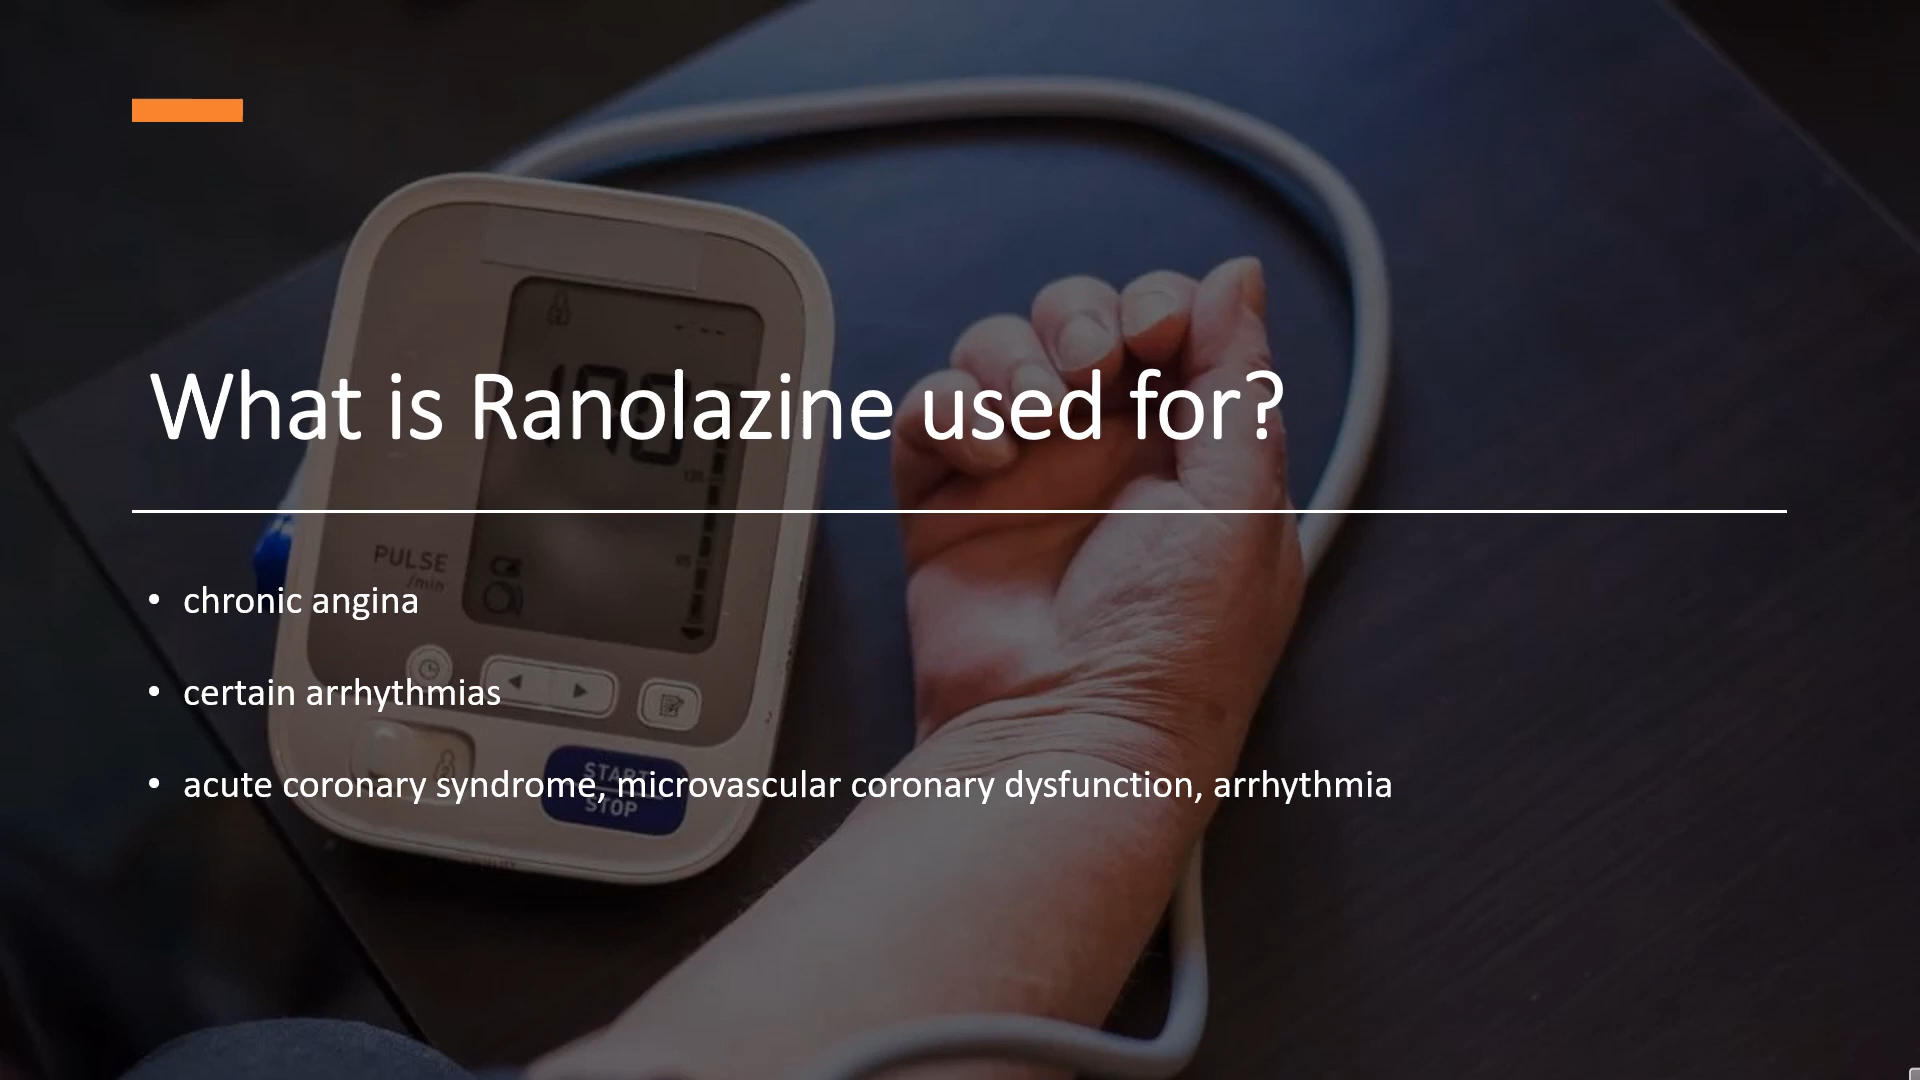 What is Ranolazine used for?
PULSE
/min
• chronic angina
• certain arrhythmias
START
STOP
• acute coronary syndrome, microvascular coronary dysfunction, arrhythmia